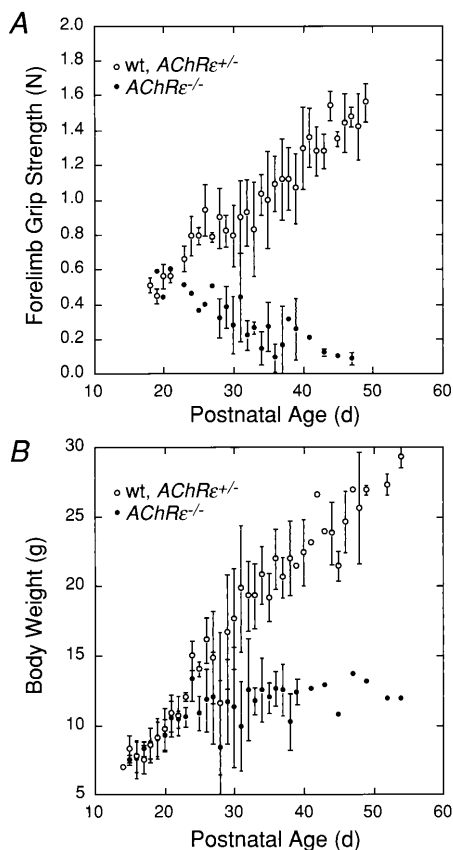 A
2.0
1.8
1.6
1.4
1.2
1.0
0.8
0.6
0.4
0.2
0.0
Forelimb Grip Strength (N)
wt, AChRε+/-
AChRε-/-
10 20 30 40 50 60
Postnatal Age (d)
B
30
25
20
15
10
5
Body Weight (g)
wt, AChRε+/-
AChRε-/-
10 20 30 40 50 60
Postnatal Age (d)